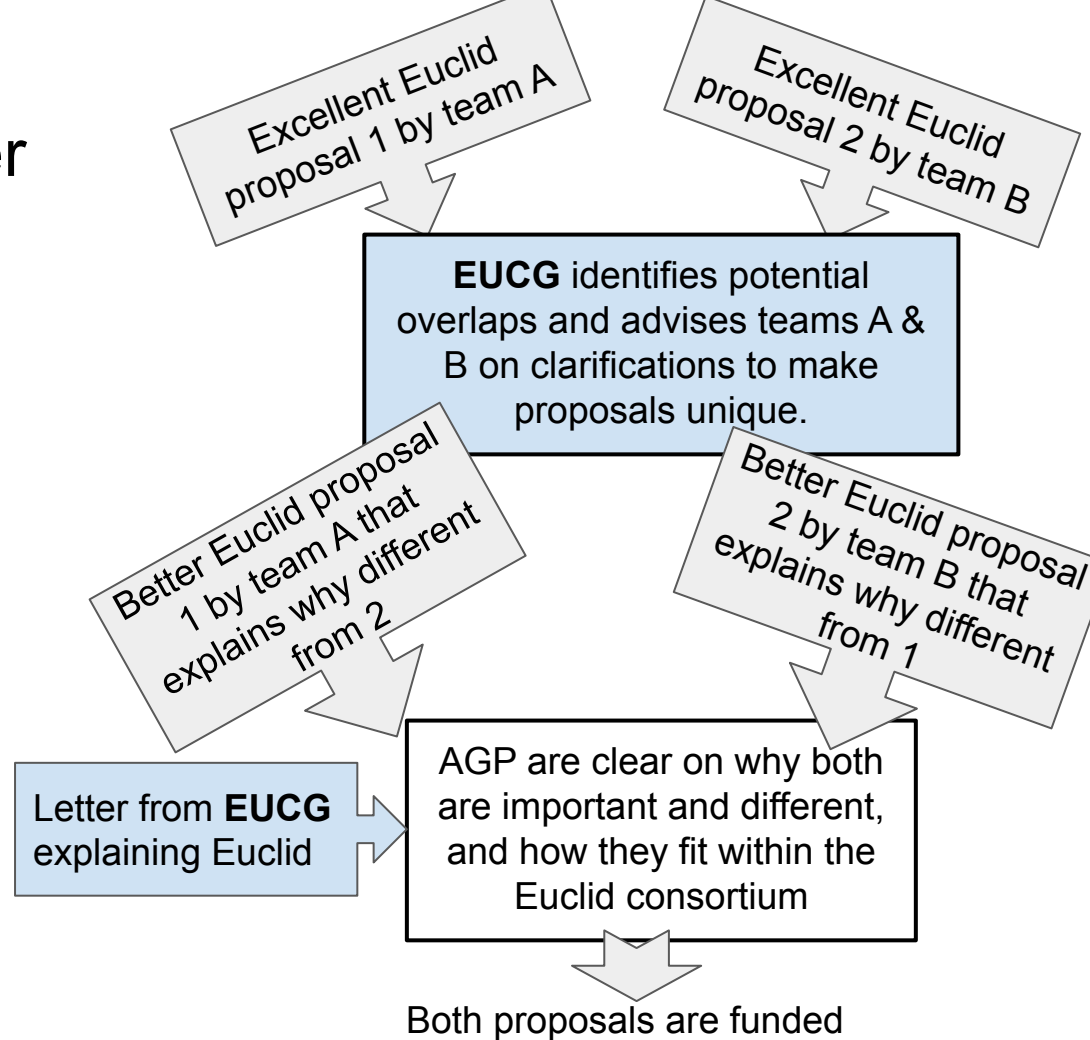 Excellent Euclid
proposal 1 by team A
Excellent Euclid
proposal 2 by team B
er
EUCG identifies potential
overlaps and advises teams A &
B on clarifications to make
proposals unique.
Better Euclid proposal
1 by team A that
explains why different
from 2
Better Euclid proposal
2 by team B that
explains why different
from 1
Letter from EUCG
explaining Euclid
AGP are clear on why both
are important and different,
and how they fit within the
Euclid consortium
Both proposals are funded